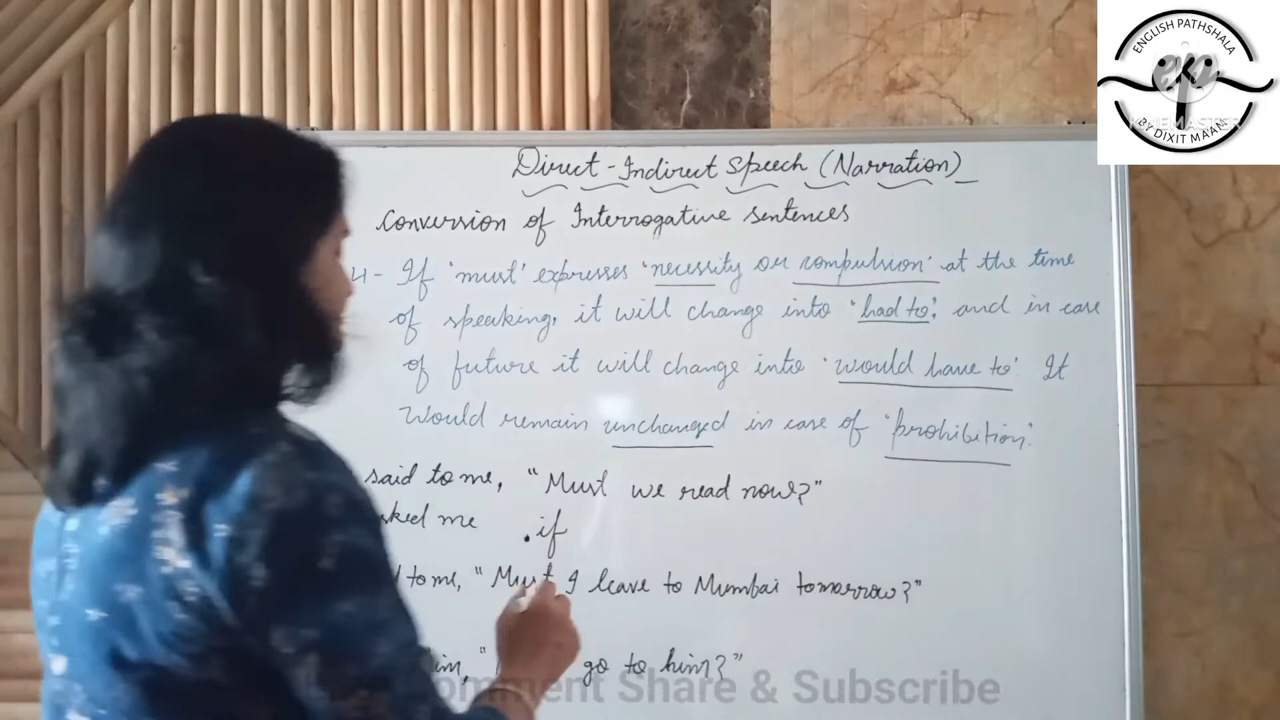 ENGLISH PATHSHALA
BY DIXIT MA'AM
Direct-Indirect Speech (Narration)
Conversion of Interrogative sentences
4- If 'must' expresses 'necessity or compulsion' at the time
of speaking, it will change into 'had to', and in case
of future it will change into 'would have to'. It
would remain unchanged in case of 'prohibition'.
said to me, "Must we read now?"
asked me if
to me, "Must I leave to Mumbai tomorrow?"
him, " go to him?"
Comment Share & Subscribe